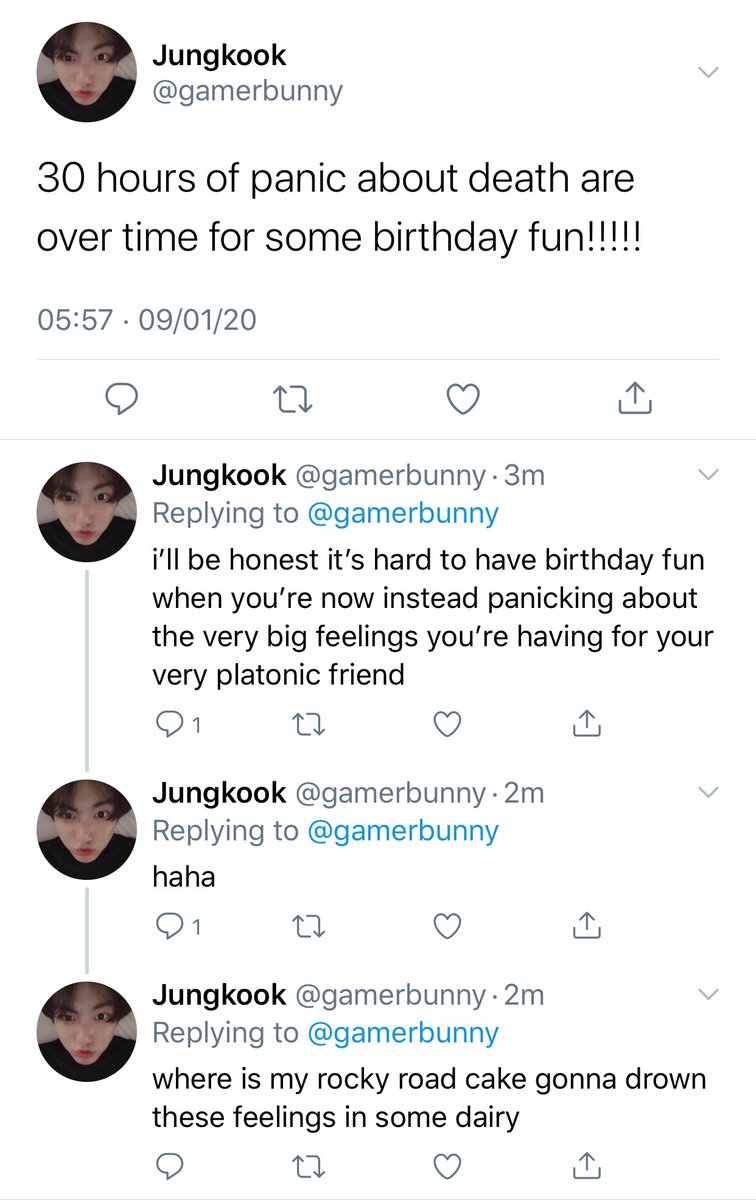 Jungkook
@gamerbunny
30 hours of panic about death are
over time for some birthday fun!!!!!
05:57 · 09/01/20
Jungkook @gamerbunny · 3m
Replying to @gamerbunny
i’ll be honest it’s hard to have birthday fun
when you’re now instead panicking about
the very big feelings you’re having for your
very platonic friend
1
Jungkook @gamerbunny · 2m
Replying to @gamerbunny
haha
1
Jungkook @gamerbunny · 2m
Replying to @gamerbunny
where is my rocky road cake gonna drown
these feelings in some dairy